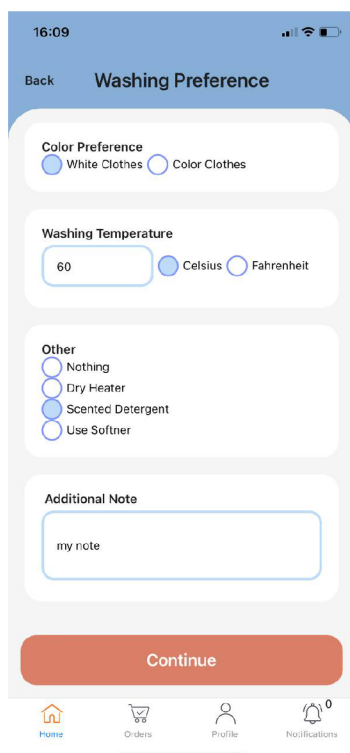 16:09
Back Washing Preference
Color Preference
White Clothes Color Clothes
Washing Temperature
60 Celsius Fahrenheit
Other
Nothing
Dry Heater
Scented Detergent
Use Softner
Additional Note
my note
Continue
0
Home Orders Profile Notifications